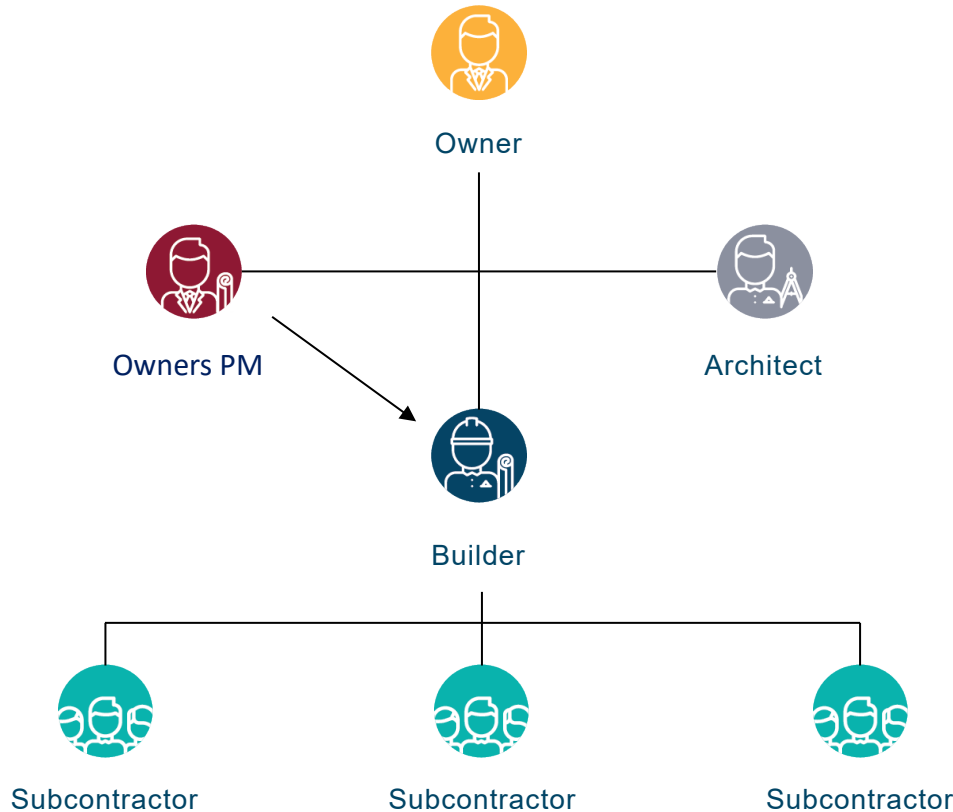 Owner
Owners PM
Architect
Builder
Subcontractor
Subcontractor
Subcontractor